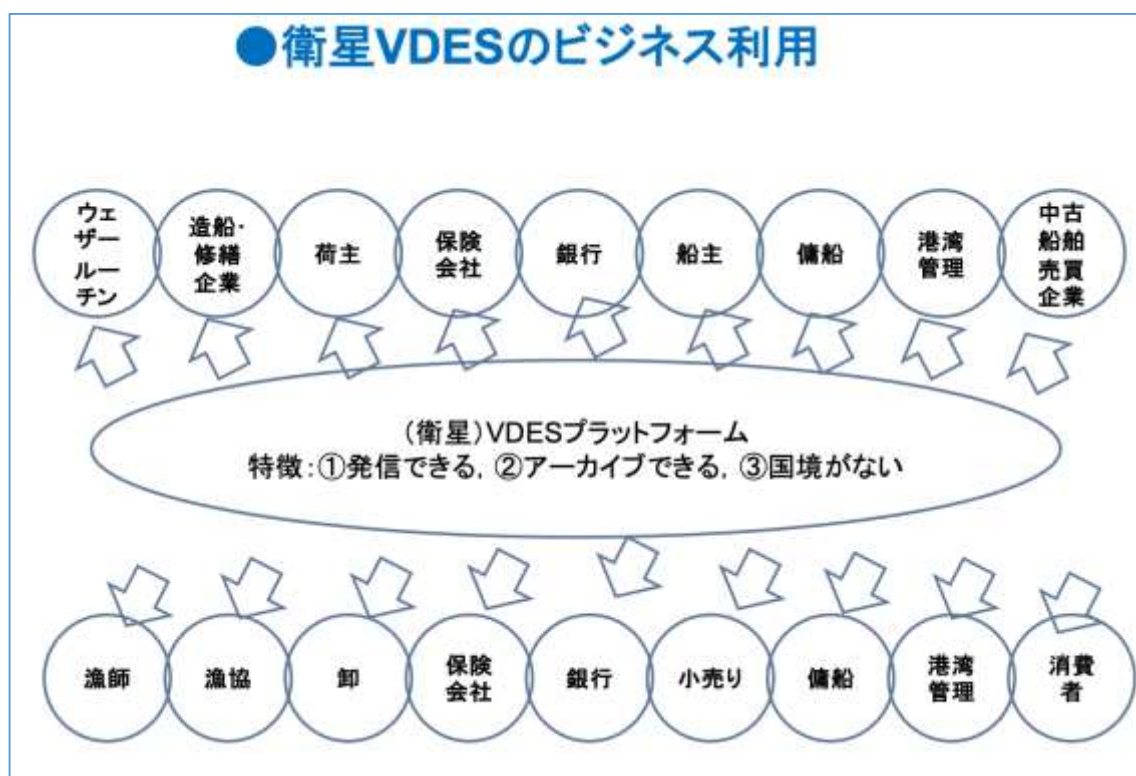 ●衛星VDESのビジネス利用
ウェ
ザー
ルー
チン
造船・
修繕
企業
荷主
保険
会社
銀行
船主
傭船
港湾
管理
中古
船舶
売買
企業
(衛星)VDESプラットフォーム
特徴:①発信できる, ②アーカイブできる, ③国境がない
漁師
漁協
卸
保険
会社
銀行
小売り
傭船
港湾
管理
消費
者